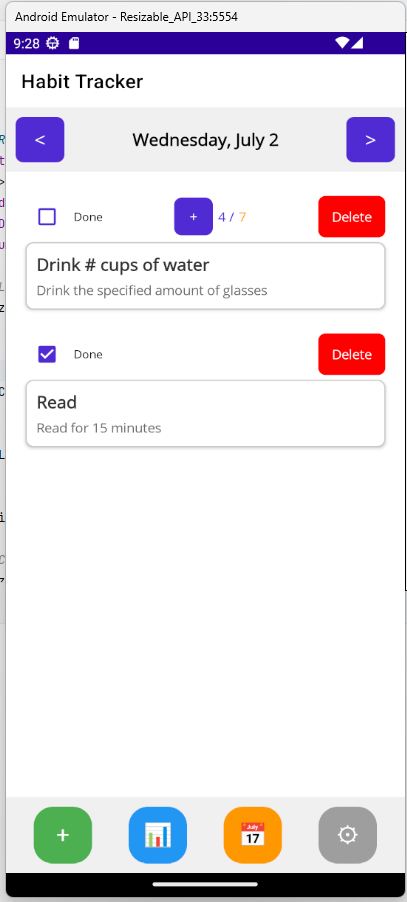 Android Emulator - Resizable_API_33:5554
9:28
Habit Tracker
< Wednesday, July 2 >
Done + 4 / 7 Delete
Drink # cups of water
Drink the specified amount of glasses
Done Delete
Read
Read for 15 minutes
+
July
17